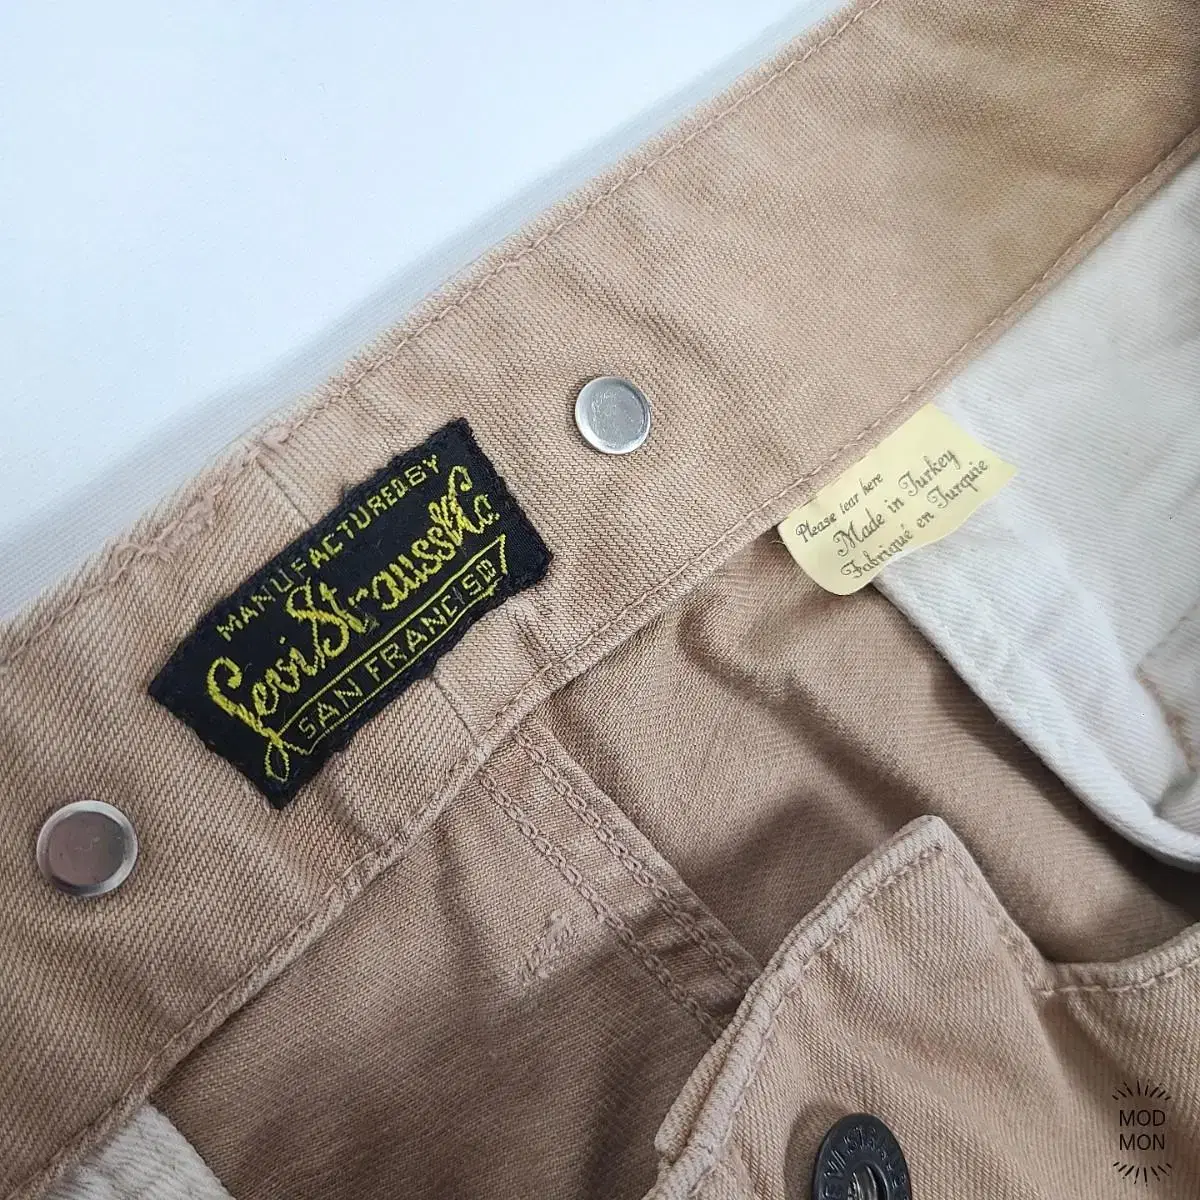 MANUFACTURED BY
Levi Strauss & Co.
SAN FRANCISCO
Please tear here
Made in Turkey
Fabriqué en Turquie
MOD
MON